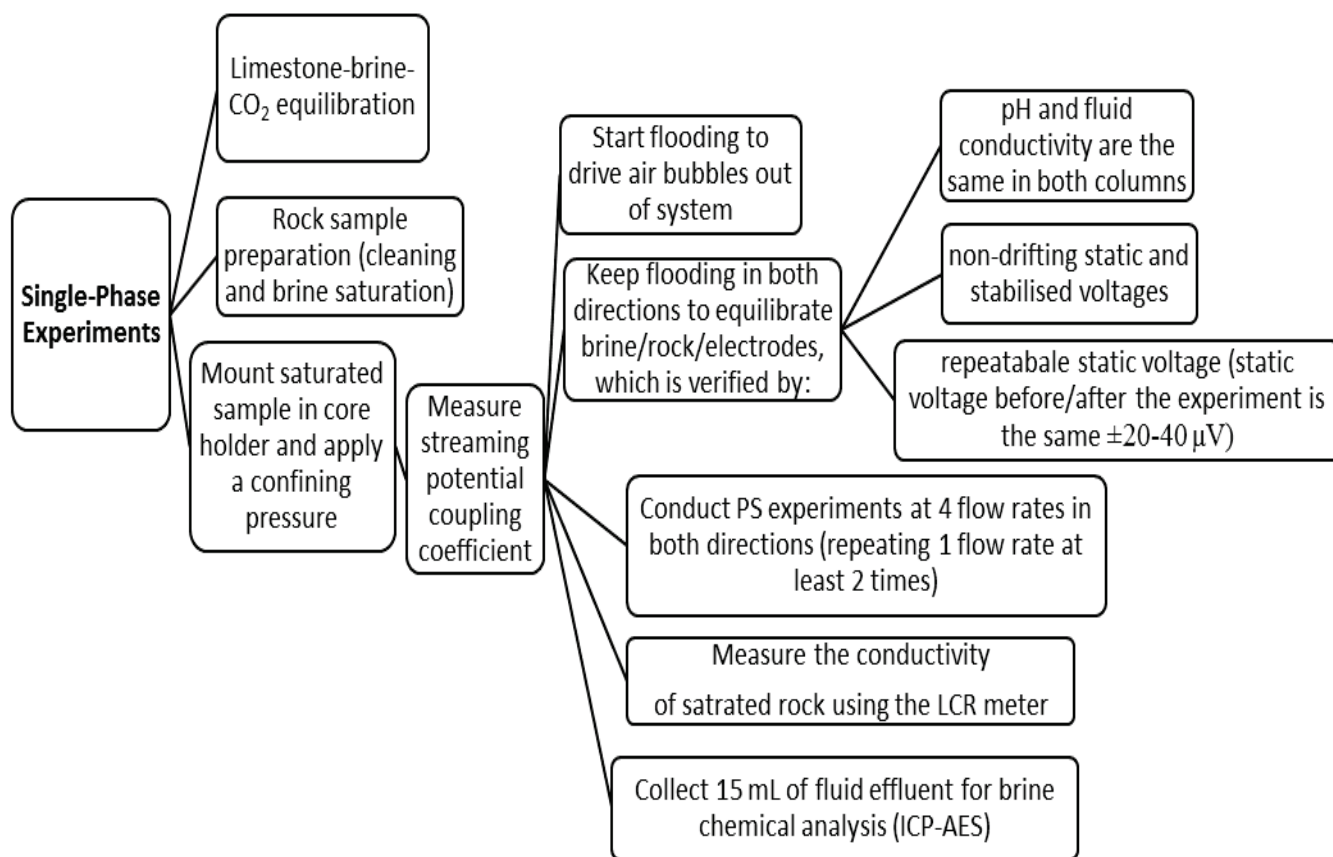 Single-Phase
Experiments
Limestone-brine-
CO₂ equilibration
Rock sample
preparation (cleaning
and brine saturation)
Mount saturated
sample in core
holder and apply
a confining
pressure
Measure
streaming
potential
coupling
coefficient
Start flooding to
drive air bubbles out
of system
Keep flooding in both
directions to equilibrate
brine/rock/electrodes,
which is verified by:
pH and fluid
conductivity are the
same in both columns
non-drifting static and
stabilised voltages
repeatabale static voltage (static
voltage before/after the experiment is
the same ±20-40 μV)
Conduct PS experiments at 4 flow rates in
both directions (repeating 1 flow rate at
least 2 times)
Measure the conductivity
of satrated rock using the LCR meter
Collect 15 mL of fluid effluent for brine
chemical analysis (ICP-AES)